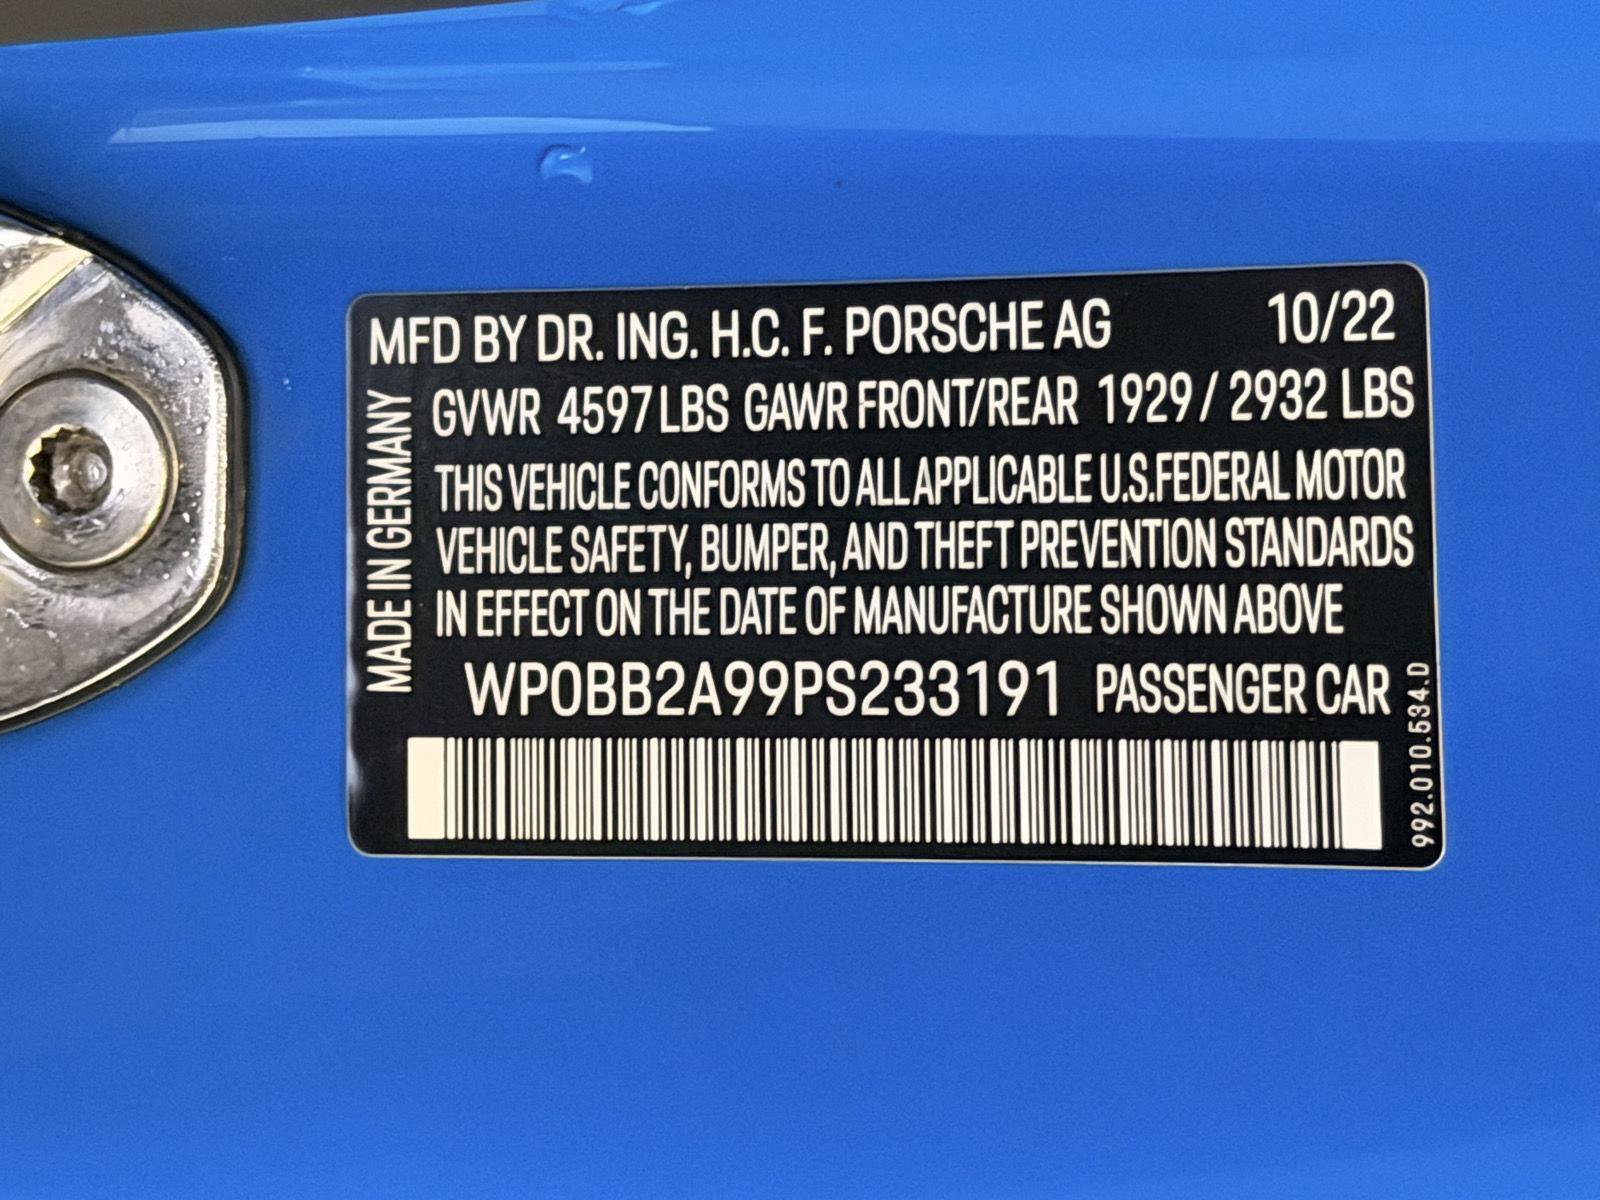 MFD BY DR. ING. H.C. F. PORSCHE AG 10/22
GVWR 4597 LBS GAWR FRONT/REAR 1929 / 2932 LBS
THIS VEHICLE CONFORMS TO ALL APPLICABLE U.S.FEDERAL MOTOR
VEHICLE SAFETY, BUMPER, AND THEFT PREVENTION STANDARDS
IN EFFECT ON THE DATE OF MANUFACTURE SHOWN ABOVE
WP0BB2A99PS233191 PASSENGER CAR
MADE IN GERMANY
992.010.534.D